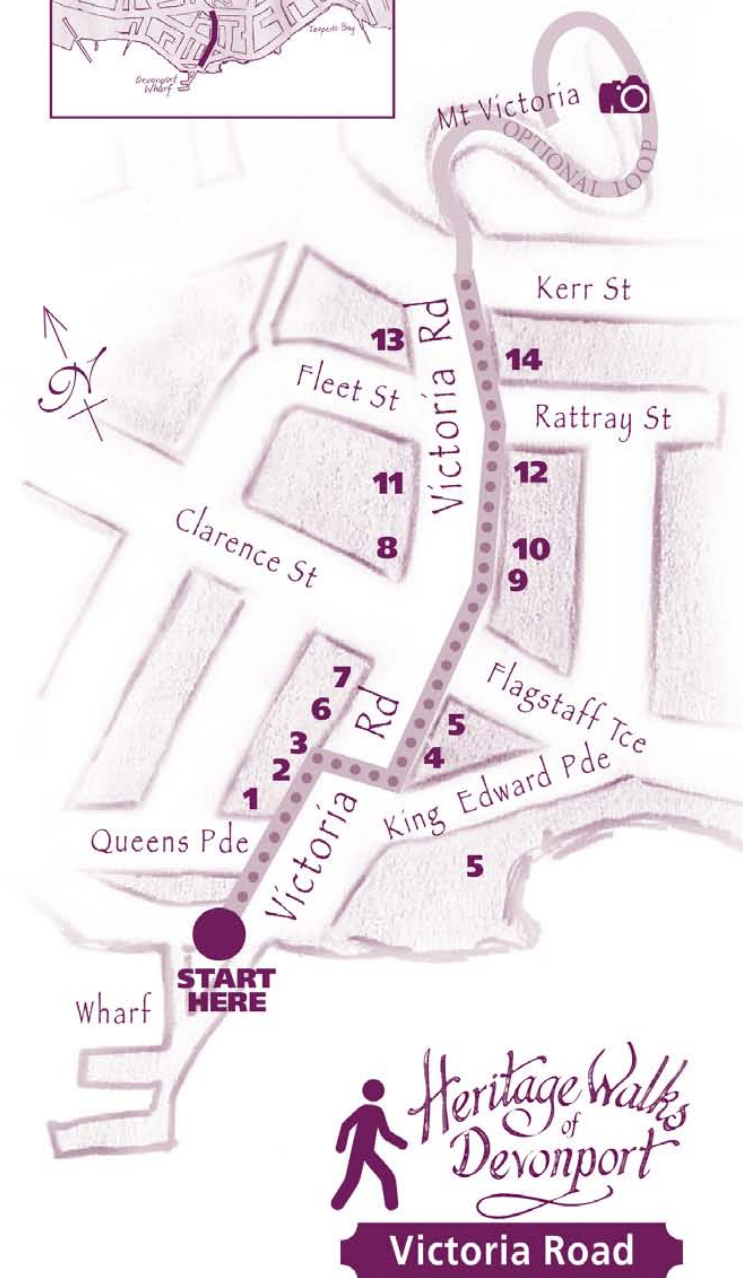 Torpedo Bay
Devonport
Wharf
Mt Victoria
OPTIONAL LOOP
Kerr St
Victoria Rd
13
14
Fleet St
Rattray St
N
11
12
Clarence St
8
10
9
7
Flagstaff Tce
6
Rd
5
3
4
2
1
King Edward Pde
Victoria
Queens Pde
5
START
HERE
Wharf
Heritage Walks
of
Devonport
Victoria Road